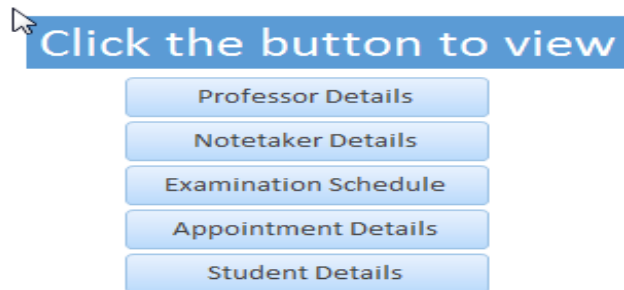 Click the button to view
Professor Details
Notetaker Details
Examination Schedule
Appointment Details
Student Details